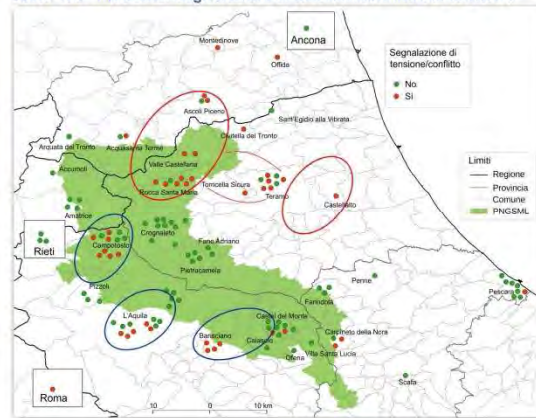 Ancona
Montedinove
Offida
Segnalazione di
tensione/conflitto
No
Si
Ascoli Piceno
Sant'Egidio alla Vibrata
Arquata del Tronto
Acquasanta Terme
Civitella del Tronto
Accumoli
Valle Castellana
Rocca Santa Maria
Torricella Sicura
Teramo
Castellalto
Limiti
Regione
Provincia
Comune
PNGSML
Amatrice
Rieti
Campotosto
Crognaleto
Fano Adriano
Pietracamela
Pizzoli
Farindola
Penne
Pescara
L'Aquila
Barisciano
Castel del Monte
Calascio
Ofena
Villa Santa Lucia
Carpineto della Nora
Scafa
Roma
10
0
10 km